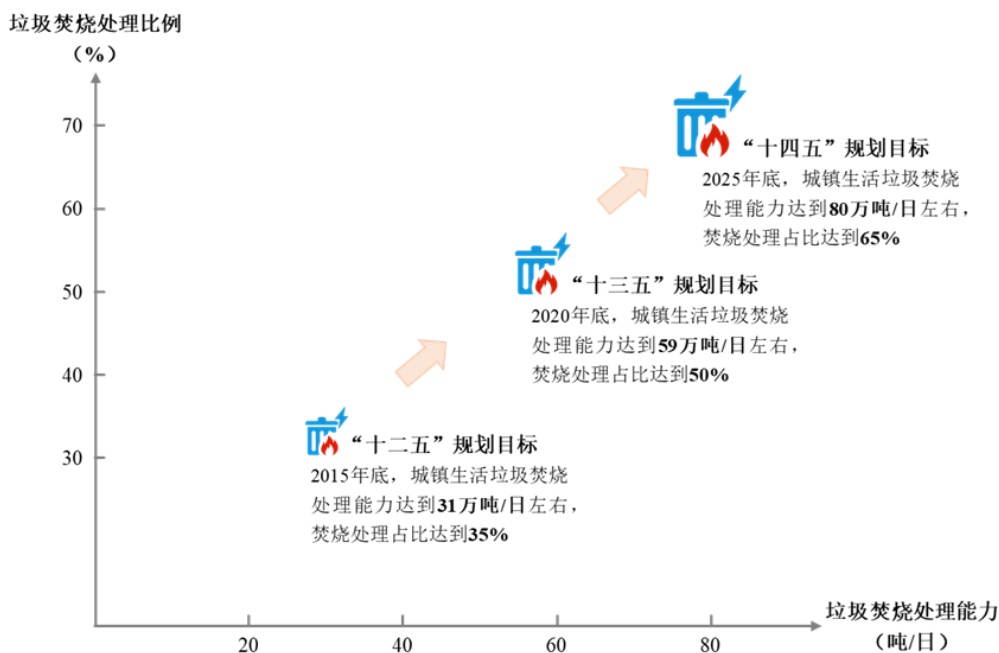 垃圾焚烧处理比例
（%）
70
“十四五”规划目标
2025年底，城镇生活垃圾焚烧
处理能力达到80万吨/日左右，
焚烧处理占比达到65%
60
50
“十三五”规划目标
2020年底，城镇生活垃圾焚烧
处理能力达到59万吨/日左右，
焚烧处理占比达到50%
40
30
“十二五”规划目标
2015年底，城镇生活垃圾焚烧
处理能力达到31万吨/日左右，
焚烧处理占比达到35%
垃圾焚烧处理能力
（吨/日）
20 40 60 80